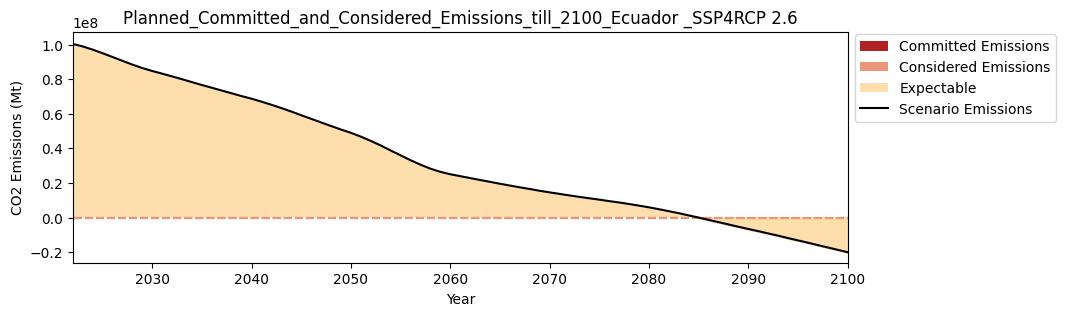 Planned_Committed_and_Considered_Emissions_till_2100_Ecuador _SSP4RCP 2.6
1e8
1.0
0.8
0.6
0.4
0.2
0.0
−0.2
CO2 Emissions (Mt)
2030 2040 2050 2060 2070 2080 2090 2100
Year
Committed Emissions
Considered Emissions
Expectable
Scenario Emissions